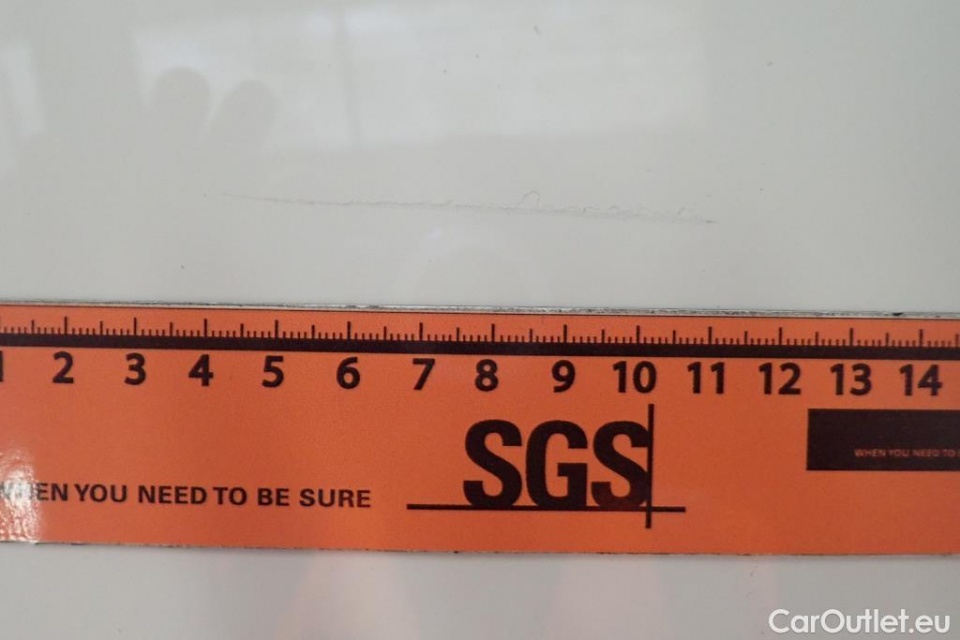 1 2 3 4 5 6 7 8 9 10 11 12 13 14
SGS
WHEN YOU NEED TO
WHEN YOU NEED TO BE SURE
CarOutlet.eu